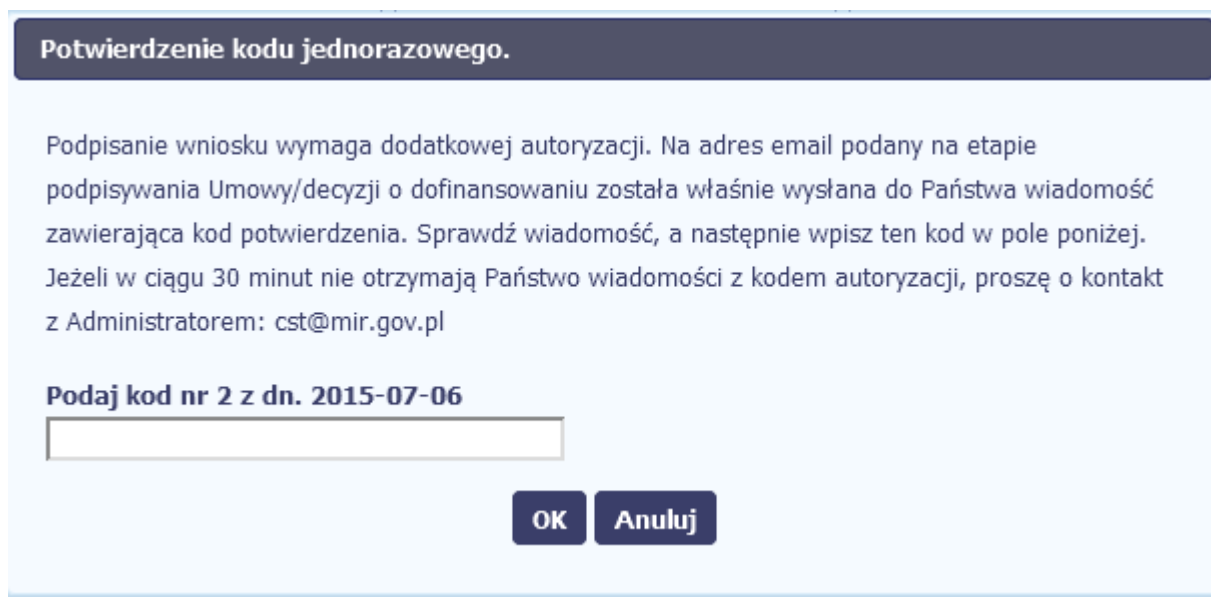 Potwierdzenie kodu jednorazowego.
Podpisanie wniosku wymaga dodatkowej autoryzacji. Na adres email podany na etapie
podpisywania Umowy/decyzji o dofinansowaniu została właśnie wysłana do Państwa wiadomość
zawierająca kod potwierdzenia. Sprawdź wiadomość, a następnie wpisz ten kod w pole poniżej.
Jeżeli w ciągu 30 minut nie otrzymają Państwo wiadomości z kodem autoryzacji, proszę o kontakt
z Administratorem: cst@mir.gov.pl
Podaj kod nr 2 z dn. 2015-07-06
OK Anuluj